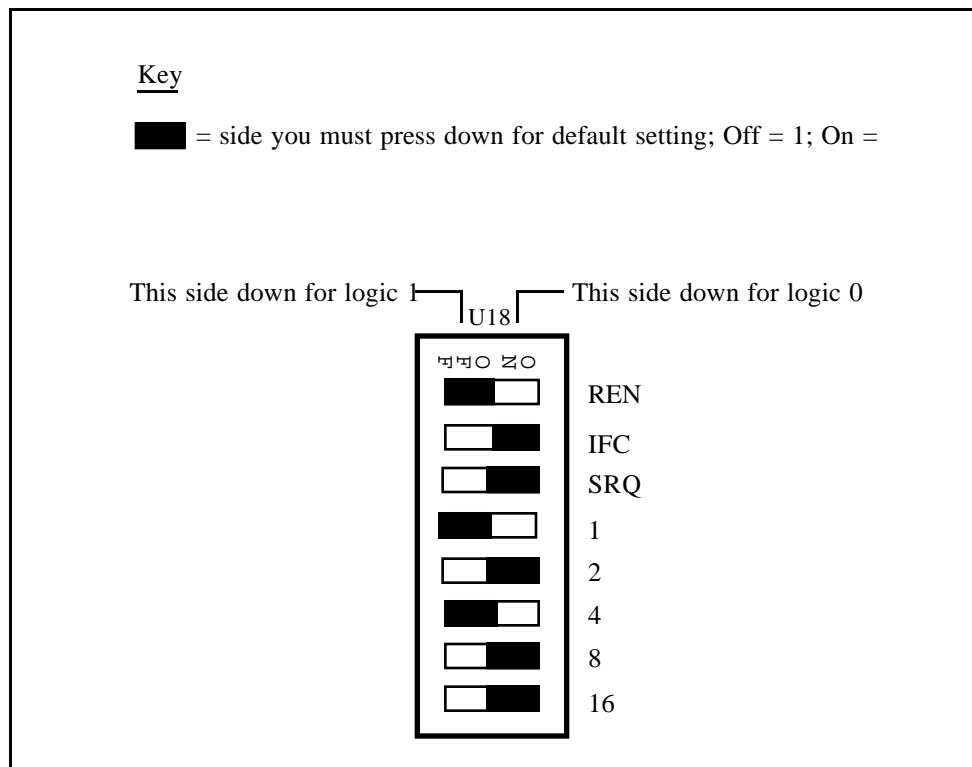 Key
= side you must press down for default setting; Off = 1; On =
This side down for logic 1
This side down for logic 0
U18
OFF ON
REN
IFC
SRQ
1
2
4
8
16